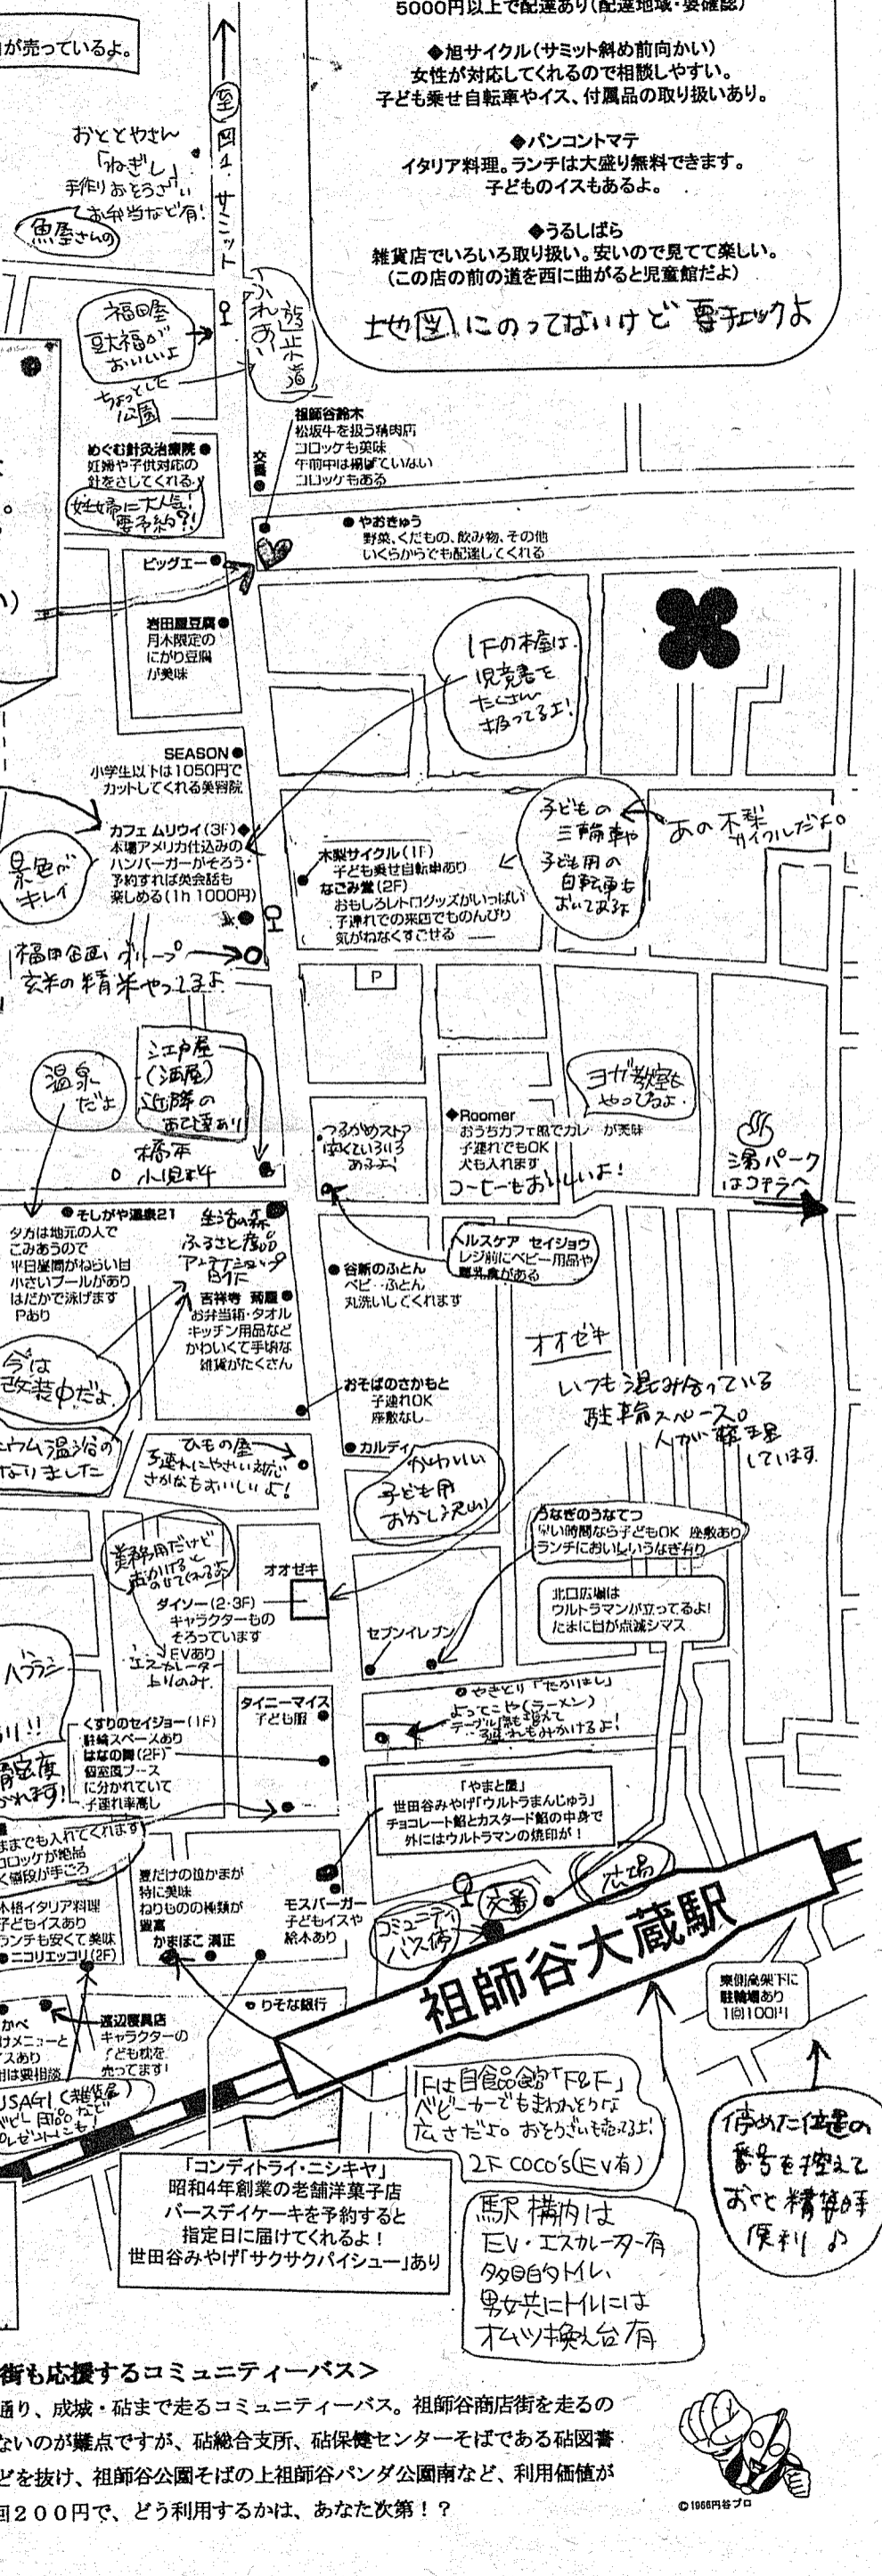 5000円以上で配達あり(配達地域・要確認)
が売っているよ。
◆旭サイクル(サミット斜め前向かい)
女性が対応してくれるので相談しやすい。
子ども乗せ自転車やイス、付属品の取り扱いあり。
◆パンコントマテ
イタリア料理。ランチは大盛り無料できます。
子どものイスもあるよ。
◆うるしばら
雑貨店でいろいろ取り扱い。安いので見てて楽しい。
(この店の前の道を西に曲がると児童館だよ)
地図にのってないけど要チェックよ
至
図1.サミット
おととやさん
「ねぎし」
手作りおとうざい
お弁当など有!
魚屋さんの
福田屋
豆大福が
おいしいよ
ふれあい
遊歩道
ちょっとした
公園
祖師谷鈴木
松坂牛を扱う精肉店
コロッケも美味
午前中は揚げていない
コロッケもある
交番
めぐむ針灸治療院
妊婦や子供対応の
針をさしてくれる
妊婦に大人気!
要予約?!
やおきゅう
野菜、くだもの、飲み物、その他
いくらからでも配達してくれる
ビッグエー
岩田屋豆腐
月木限定の
にがり豆腐
が美味
1Fの本屋は
児童書を
たくさん
扱ってるよ!
SEASON
小学生以下は1050円で
カットしてくれる美容院
カフェ ムリウイ(3F)
本場アメリカ仕込みの
ハンバーガーがそろう・
予約すれば英会話も
楽しめる(1h 1000円)
景色が
キレイ
木梨サイクル(1F)
子ども乗せ自転車あり
なごみ堂(2F)
おもしろレトログッズがいっぱい
子連れでの来店でものんびり
気がねなくすごせる
子どもの
三輪車や
子ども用の
自転車も
おいてあるよ
あの木梨
サイクルだよ。
福田企画グループ
玄米の精米やってるよ
P
温泉
だよ
江戸屋
(酒屋)
近隣の
橋本
小児科
つるかめストア
安くていろいろ
あるよ!
◆Roomer
おうちカフェ風でカレーが美味
子連れでもOK
犬も入れます
コーヒーもおいしいよ!
ヨガ教室も
やってるよ.
湯パーク
はコチラへ
そしがや温泉21
夕方は地元の人で
こみあうので
平日昼間がねらい目
小さいプールがあり
はだかで泳げます
Pあり
生活の森
ふるさと産品
アンテナショップ
吉祥寺 菊屋
お弁当箱・タオル
キッチン用品など
かわいくて手頃な
雑貨がたくさん
ヘルスケア セイジョウ
レジ前にベビー用品や
離乳食がある
谷新のふとん
ベビーふとん
丸洗いしてくれます
今は
改装中だよ
ウム温浴の
なりました
おそばのさかもと
子連れOK
座敷なし
カルディ
かわいい
子ども用
おかし沢山
オオゼキ
いつも混み合っている
駐輪スペース。
人が整理
しています
ひもの屋
子連れにやさしい対応
さかなもおいしいよ!
業務用だけど
声かけると
のせてくれるよ
オオゼキ
ダイソー(2・3F)
キャラクターもの
そろっています
EVあり
エスカレーター
上りのみ
うなぎのうなてつ
早い時間なら子どもOK 座敷あり
ランチにおいしいうなぎ有り
北口広場は
ウルトラマンが立ってるよ!
たまに目が点滅シマス
セブンイレブン
やきとり「たかはし」
よってこや(ラーメン)
テーブル席も増えて
子連れもみかけるよ!
タイニーマイス
子ども服
くすりのセイジョー(1F)
駐輪スペースあり
はなの舞(2F)
個室風ブース
に分かれていて
子連れ率高し
「やまと屋」
世田谷みやげ「ウルトラまんじゅう」
チョコレート餡とカスタード餡の中身で
外にはウルトラマンの焼印が!
ままでも入れてくれます
コロッケが絶品
く値段が手ごろ
本格イタリア料理
子どもイスあり
ランチも安くて美味
ニコリエッコリ(2F)
夏だけの泣かまが
特に美味
ねりものの種類が
豊富
かまぼこ 満正
モスバーガー
子どもイスや
絵本あり
コミュニティ
バス停
交番
広場
祖師谷大蔵駅
東側高架下に
駐輪場あり
1回100円
りそな銀行
渡辺寝具店
キャラクターの
子ども枕を
売ってます!
かべ
けメニューと
イスあり
USAGI(雑貨屋)
ベビー用品など
プレゼントにも!
1Fは自食品館「F&F」
ベビーカーでもまわれそうな
広さだよ。おそうざいも売ってるよ!
2F COCO's(EV有)
「コンディトライ・ニシキヤ」
昭和4年創業の老舗洋菓子店
バースデイケーキを予約すると
指定日に届けてくれるよ!
世田谷みやげ「サクサクパイシュー」あり
駅構内は
EV・エスカレーター有
多目的トイレ、
男女共にトイレには
オムツ換え台有
停めた位置の
番号を控えて
おくと精算時
便利♪
街も応援するコミュニティーバス>
通り、成城・砧まで走るコミュニティーバス。祖師谷商店街を走るの
ないのが難点ですが、砧総合支所、砧保健センターそばである砧図書
どを抜け、祖師谷公園そばの上祖師谷パンダ公園南など、利用価値が
回200円で、どう利用するかは、あなた次第!?
©1966円谷プロ